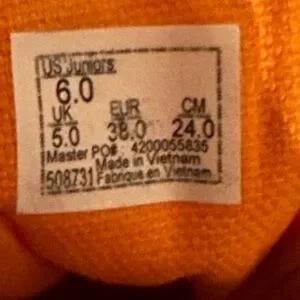 US Juniors
6.0
UK EUR CM
5.0 38.0 24.0
Master PO#: 4200055835
Made in Vietnam
508731 Fabrique en Vietnam